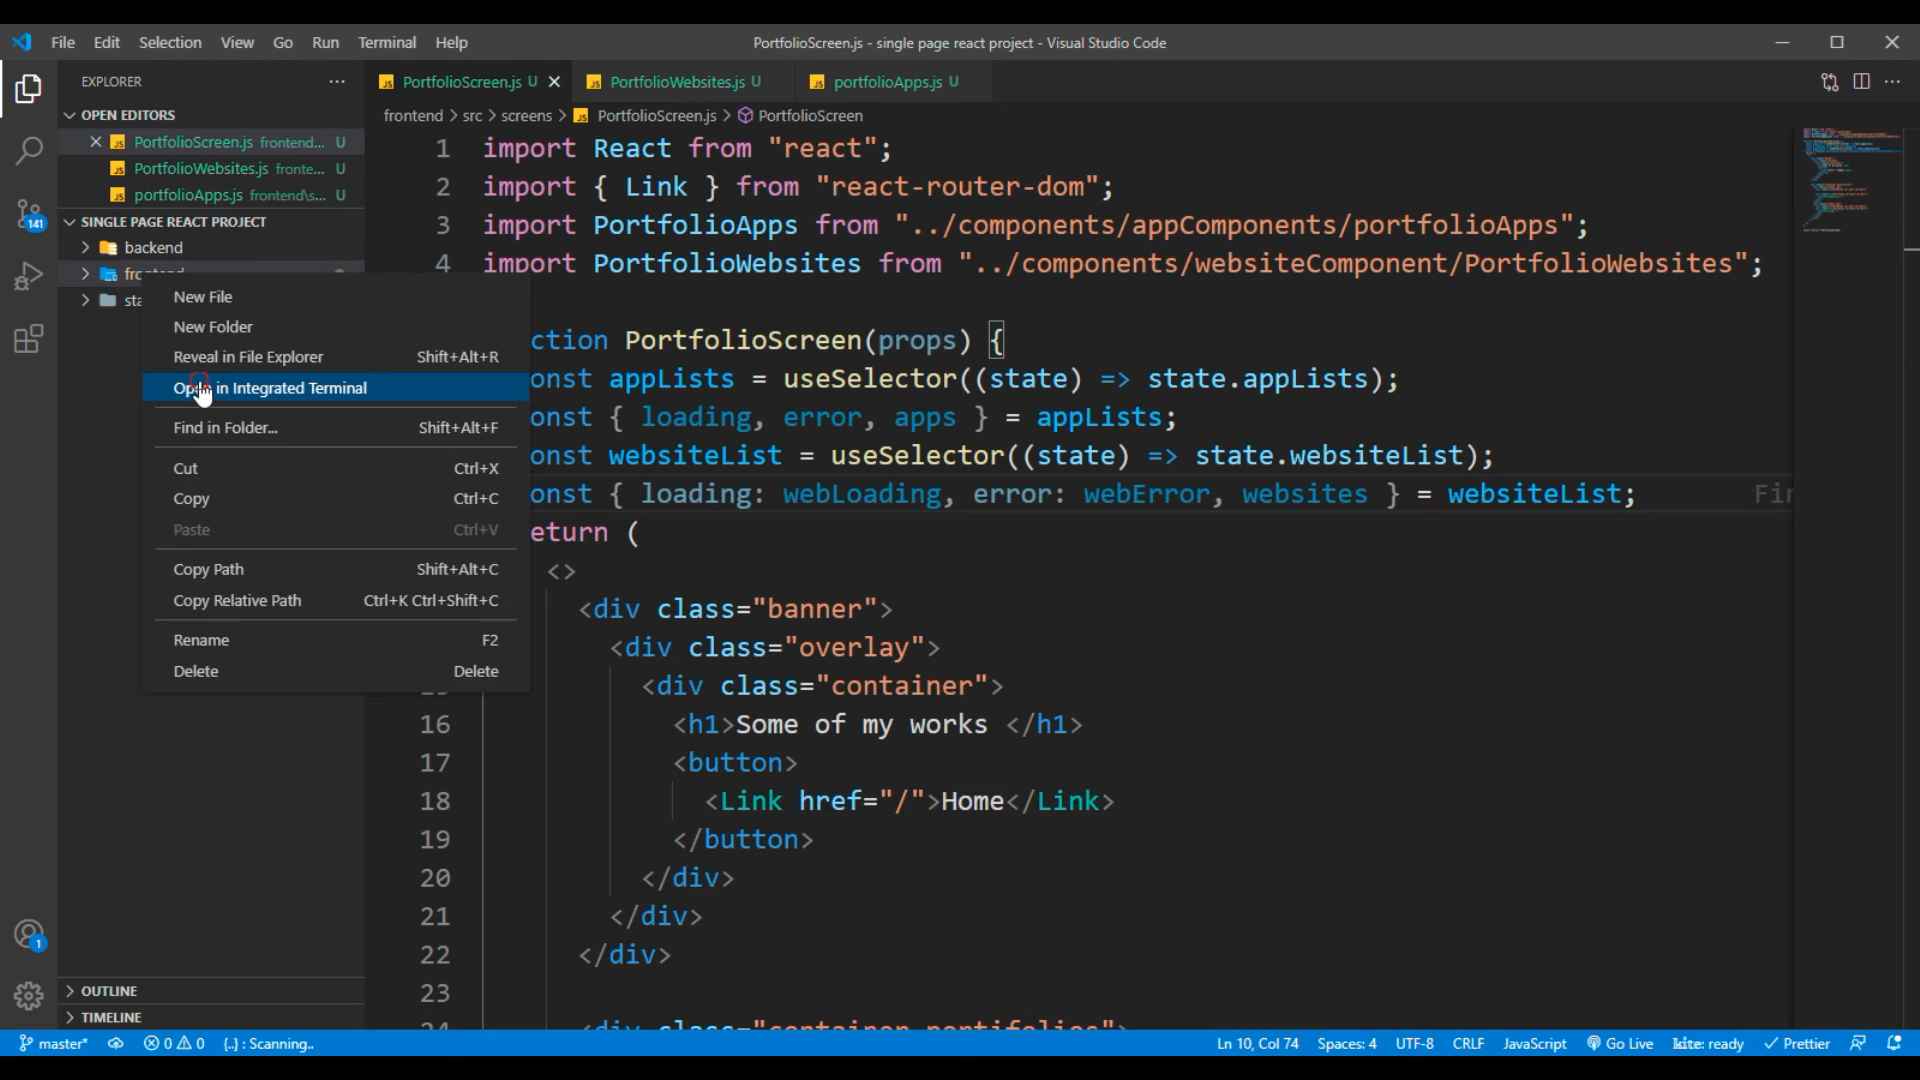 File Edit Selection View Go Run Terminal Help
PortfolioScreen.js - single page react project - Visual Studio Code
EXPLORER
PortfolioScreen.js U
PortfolioWebsites.js U
portfolioApps.js U
OPEN EDITORS
PortfolioScreen.js frontend... U
PortfolioWebsites.js fronte... U
portfolioApps.js frontend\s... U
SINGLE PAGE REACT PROJECT
backend
141
frontend > src > screens > PortfolioScreen.js > PortfolioScreen
1 import React from "react";
2 import { Link } from "react-router-dom";
3 import PortfolioApps from "../components/appComponents/portfolioApps";
4 import PortfolioWebsites from "../components/websiteComponent/PortfolioWebsites";
ction PortfolioScreen(props) {
onst appLists = useSelector((state) => state.appLists);
onst { loading, error, apps } = appLists;
onst websiteList = useSelector((state) => state.websiteList);
onst { loading: webLoading, error: webError, websites } = websiteList;
eturn (
<>
<div class="banner">
<div class="overlay">
<div class="container">
16 <h1>Some of my works </h1>
17 <button>
18 <Link href="/">Home</Link>
19 </button>
20 </div>
21 </div>
22 </div>
23
24 <div class="container portifolios">
New File
New Folder
Reveal in File Explorer Shift+Alt+R
Open in Integrated Terminal
Find in Folder... Shift+Alt+F
Cut Ctrl+X
Copy Ctrl+C
Paste Ctrl+V
Copy Path Shift+Alt+C
Copy Relative Path Ctrl+K Ctrl+Shift+C
Rename F2
Delete Delete
1
OUTLINE
TIMELINE
master* 0 0 {..} : Scanning.. Ln 10, Col 74 Spaces: 4 UTF-8 CRLF JavaScript Go Live kite: ready Prettier